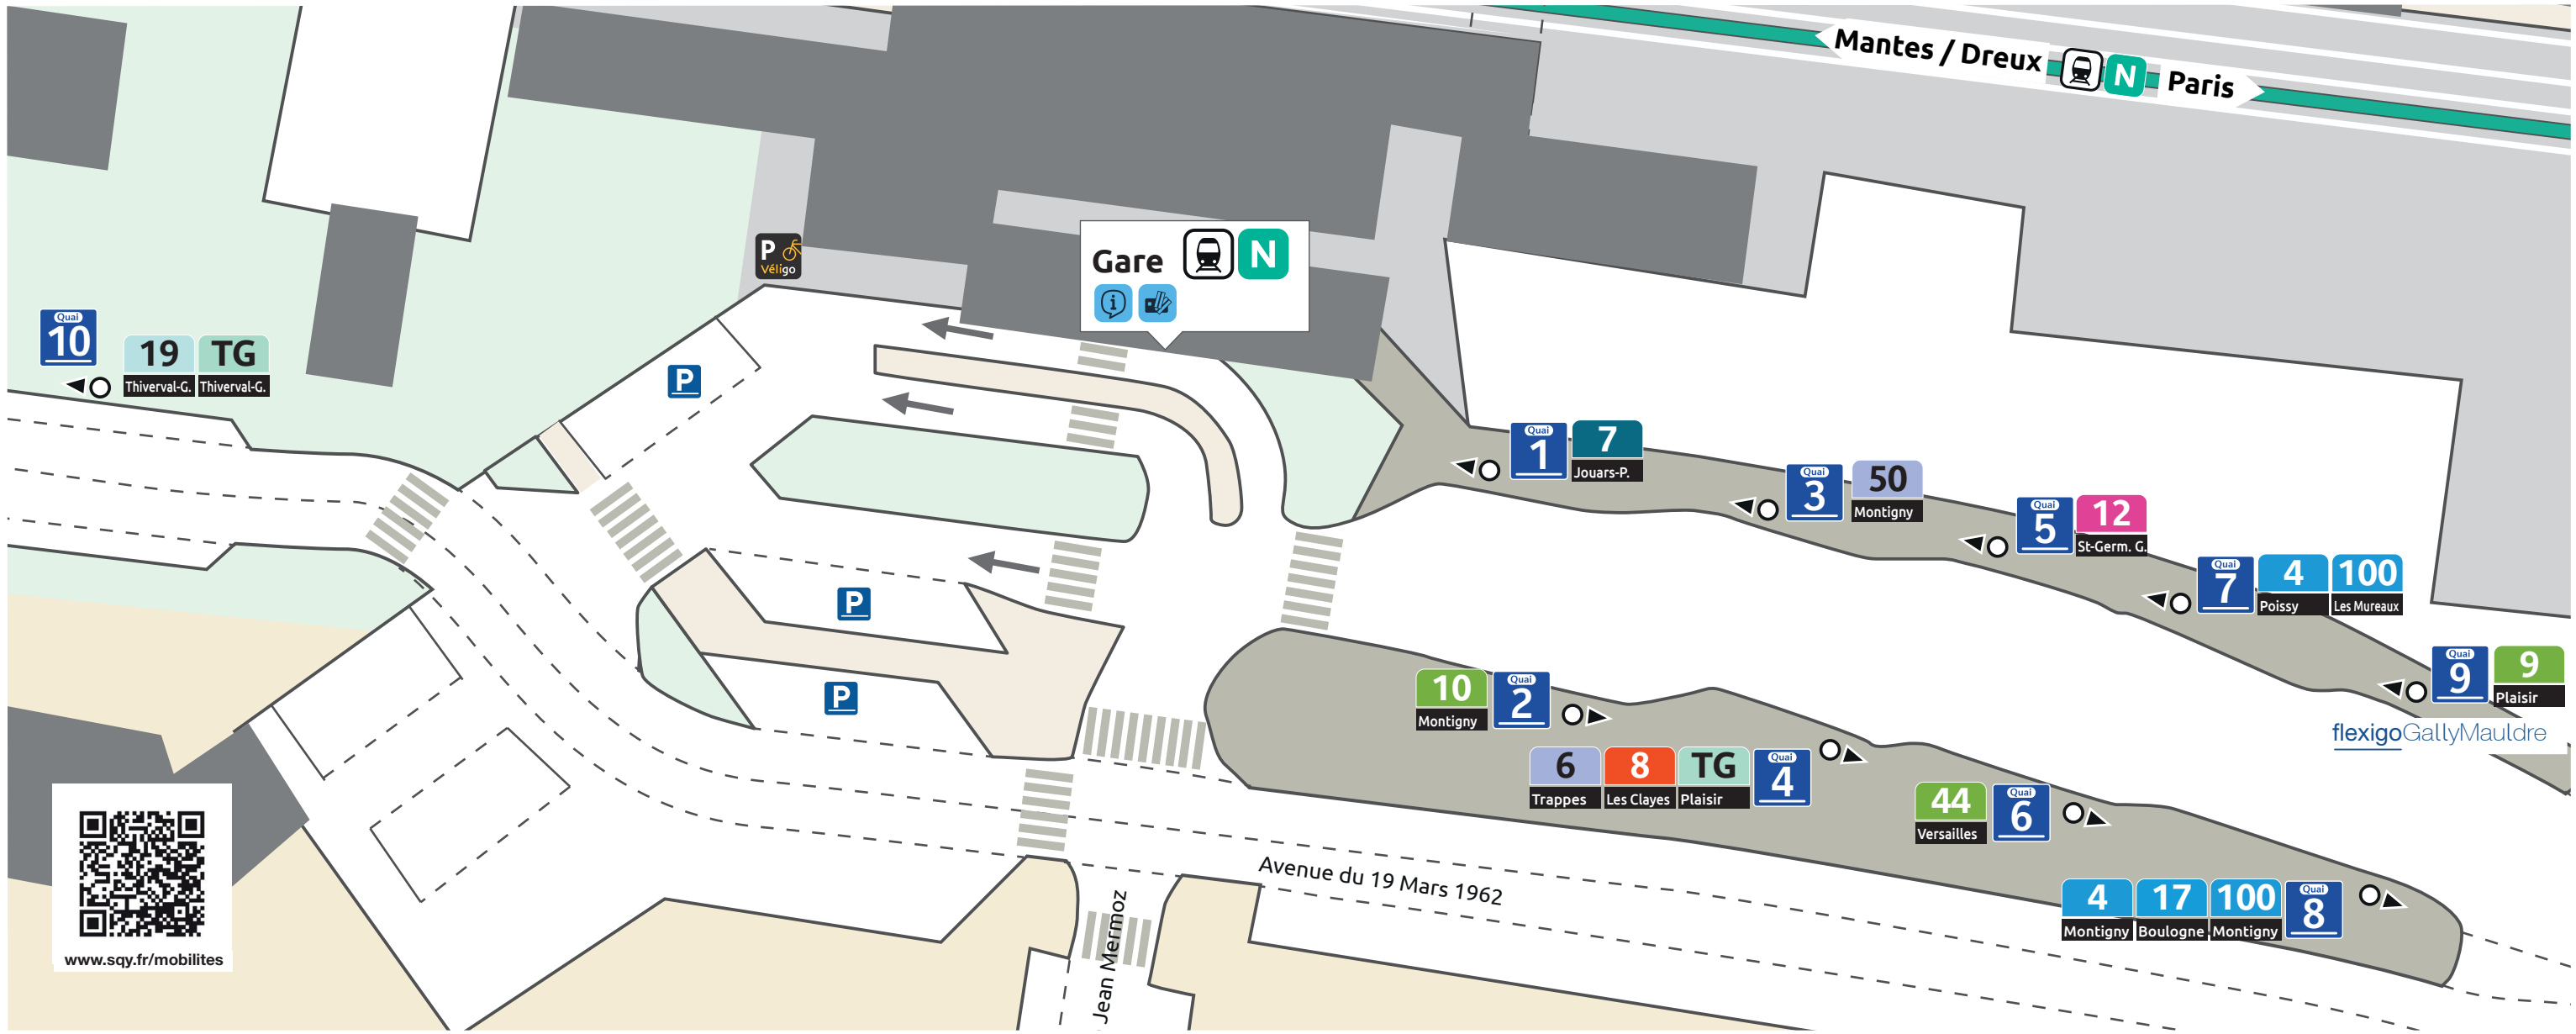 Mantes / Dreux
N
Paris
P
Véligo
Gare
N
i
Quai
10
19
TG
Thiverval-G.
Thiverval-G.
P
Quai
1
7
Jouars-P.
Quai
3
50
Montigny
Quai
5
12
St-Germ. G.
Quai
7
4
100
Poissy
Les Mureaux
P
Quai
9
9
Plaisir
flexigoGallyMauldre
P
10
Montigny
Quai
2
6
8
TG
Trappes
Les Clayes
Plaisir
Quai
4
44
Versailles
Quai
6
4
17
100
Montigny
Boulogne
Montigny
Quai
8
Avenue du 19 Mars 1962
Jean Mermoz
www.sqy.fr/mobilites